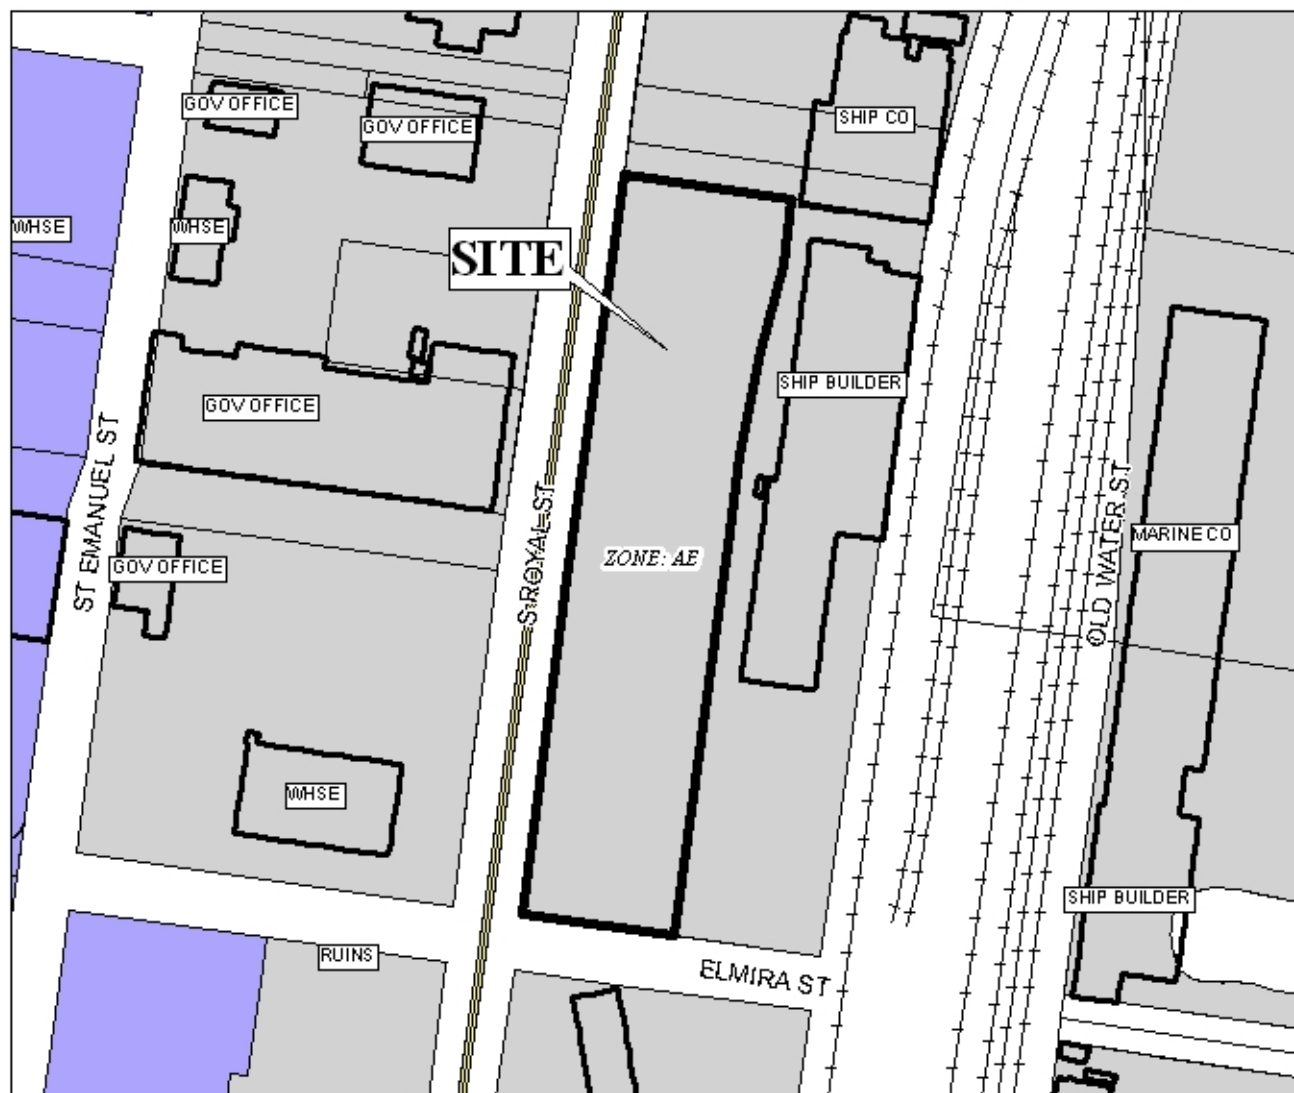 GOV OFFICE
GOV OFFICE
SHIP CO
WHSE
WHSE
SITE
SHIP BUILDER
GOV OFFICE
ST EMANUEL ST
S ROYAL ST
OLD WATER ST
MARINE CO
ZONE: AE
GOV OFFICE
WHSE
SHIP BUILDER
RUINS
ELMIRA ST